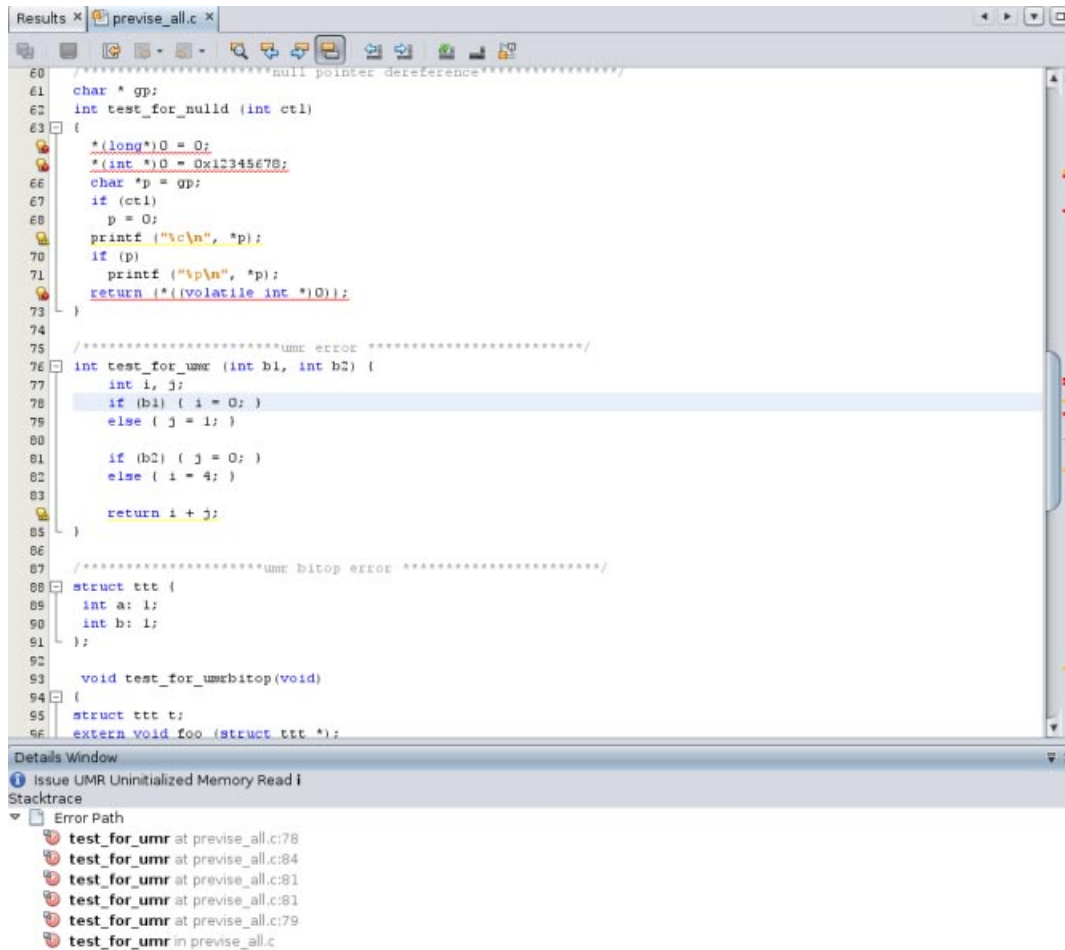 Results × previse_all.c ×
60 /**********************null pointer dereference****************/
61 char * gp;
62 int test_for_nulld (int ctl)
63 {
*(long*)0 = 0;
*(int *)0 = 0x12345678;
66 char *p = gp;
67 if (ctl)
68 p = 0;
printf ("%c\n", *p);
70 if (p)
71 printf ("%p\n", *p);
return (*((volatile int *)0));
73 }
74
75 /***********************umr error *************************/
76 int test_for_umr (int b1, int b2) {
77 int i, j;
78 if (b1) { i = 0; }
79 else { j = 1; }
80
81 if (b2) { j = 0; }
82 else { i = 4; }
83
return i + j;
85 }
86
87 /*********************umr bitop error ***********************/
88 struct ttt {
89 int a: 1;
90 int b: 1;
91 };
92
93 void test_for_umrbitop(void)
94 {
95 struct ttt t;
96 extern void foo (struct ttt *);
Details Window
Issue UMR Uninitialized Memory Read i
Stacktrace
Error Path
test_for_umr at previse_all.c:78
test_for_umr at previse_all.c:84
test_for_umr at previse_all.c:81
test_for_umr at previse_all.c:81
test_for_umr at previse_all.c:79
test_for_umr in previse_all.c